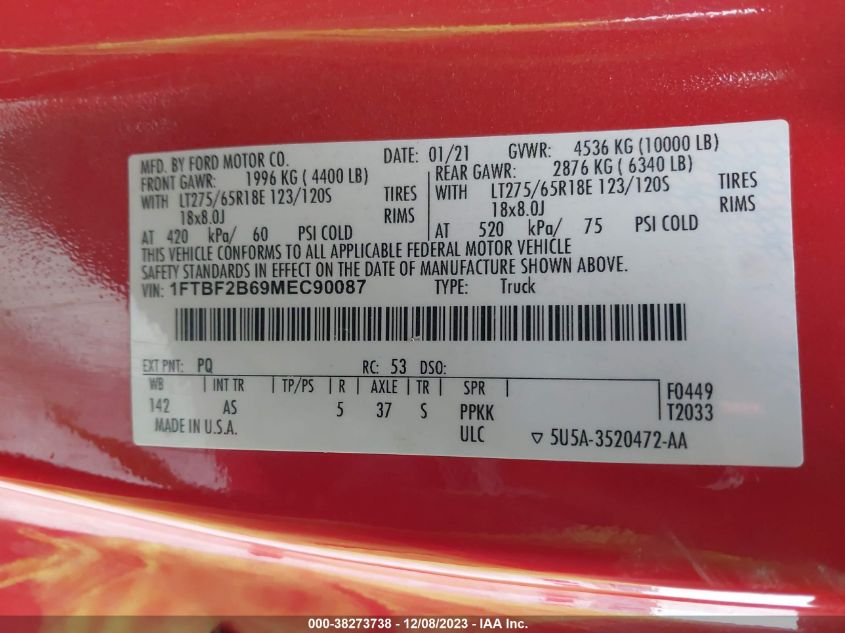 MFD. BY FORD MOTOR CO. DATE: 01/21 GVWR: 4536 KG (10000 LB)
FRONT GAWR: 1996 KG ( 4400 LB) REAR GAWR: 2876 KG ( 6340 LB)
WITH LT275/65R18E 123/120S TIRES WITH LT275/65R18E 123/120S TIRES
18x8.0J RIMS 18x8.0J RIMS
AT 420 kPa/ 60 PSI COLD AT 520 kPa/ 75 PSI COLD
THIS VEHICLE CONFORMS TO ALL APPLICABLE FEDERAL MOTOR VEHICLE
SAFETY STANDARDS IN EFFECT ON THE DATE OF MANUFACTURE SHOWN ABOVE.
VIN: 1FTBF2B69MEC90087 TYPE: Truck
EXT PNT: PQ RC: 53 DSO:
WB INT TR TP/PS R AXLE TR SPR F0449
142 AS 5 37 S PPKK T2033
MADE IN U.S.A. ULC ▽ 5U5A-3520472-AA
000-38273738 - 12/08/2023 - IAA Inc.